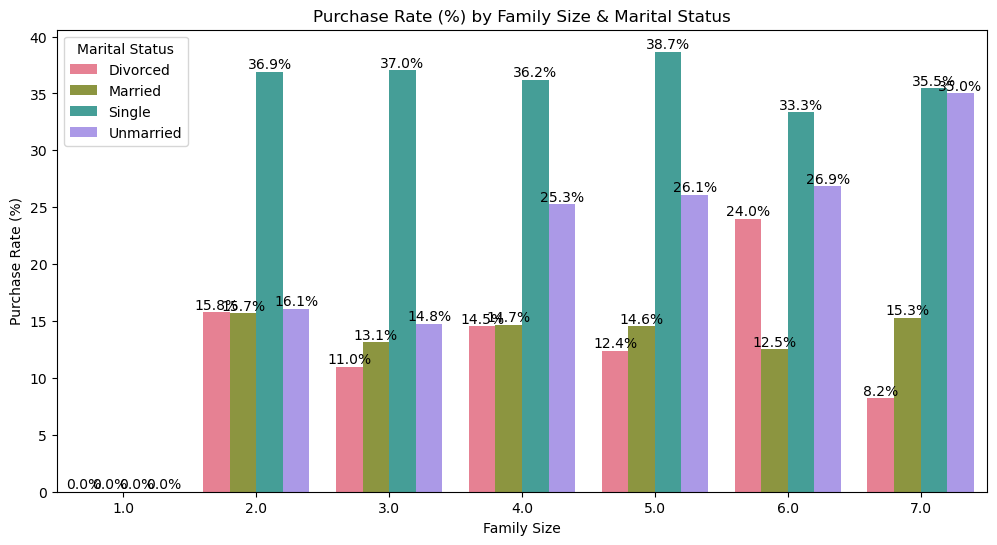 Purchase Rate (%) by Family Size & Marital Status
Marital Status
Divorced
Married
Single
Unmarried
Purchase Rate (%)
40
35
30
25
20
15
10
5
0
0.0% 0.0% 0.0% 0.0%
15.8% 15.7% 36.9% 16.1%
11.0% 13.1% 37.0% 14.8%
14.5% 14.7% 36.2% 25.3%
12.4% 14.6% 38.7% 26.1%
24.0% 12.5% 33.3% 26.9%
8.2% 15.3% 35.5% 35.0%
1.0 2.0 3.0 4.0 5.0 6.0 7.0
Family Size